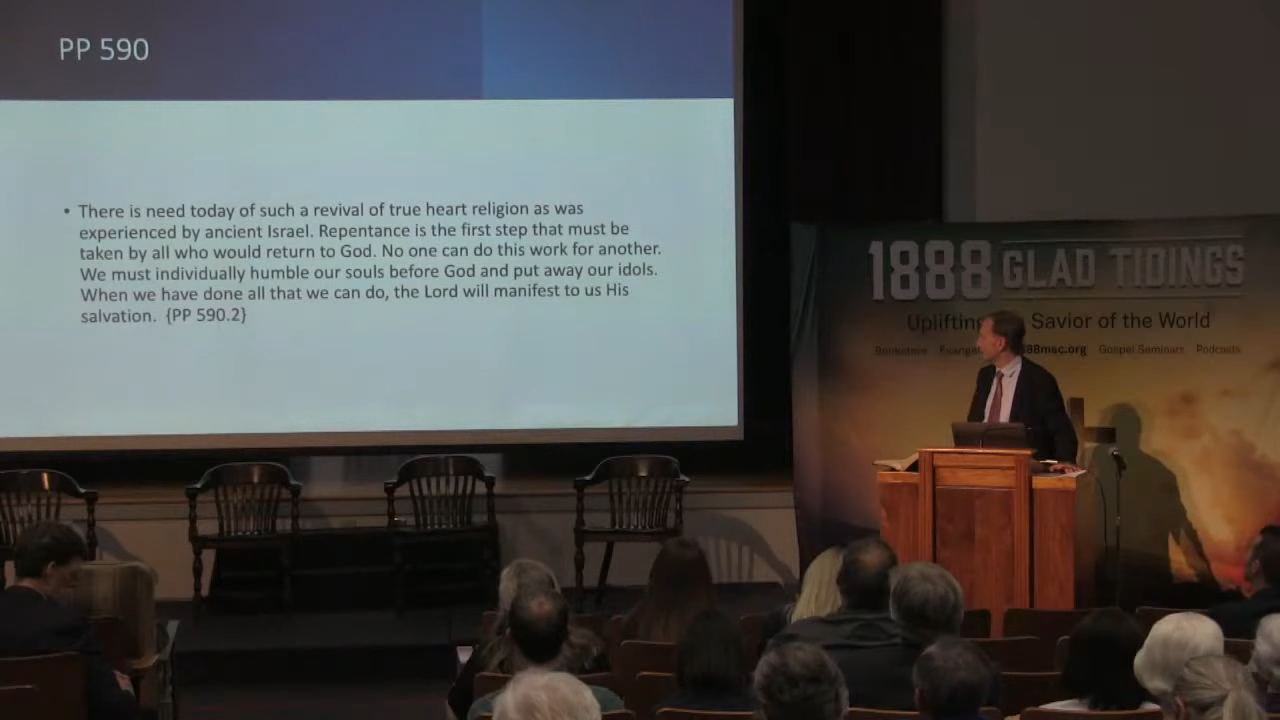 PP 590
• There is need today of such a revival of true heart religion as was
experienced by ancient Israel. Repentance is the first step that must be
taken by all who would return to God. No one can do this work for another.
We must individually humble our souls before God and put away our idols.
When we have done all that we can do, the Lord will manifest to us His
salvation. {PP 590.2}
1888 GLAD TIDINGS
Savior of the World
Bookstore 88msc.org Gospel Seminars Podcasts